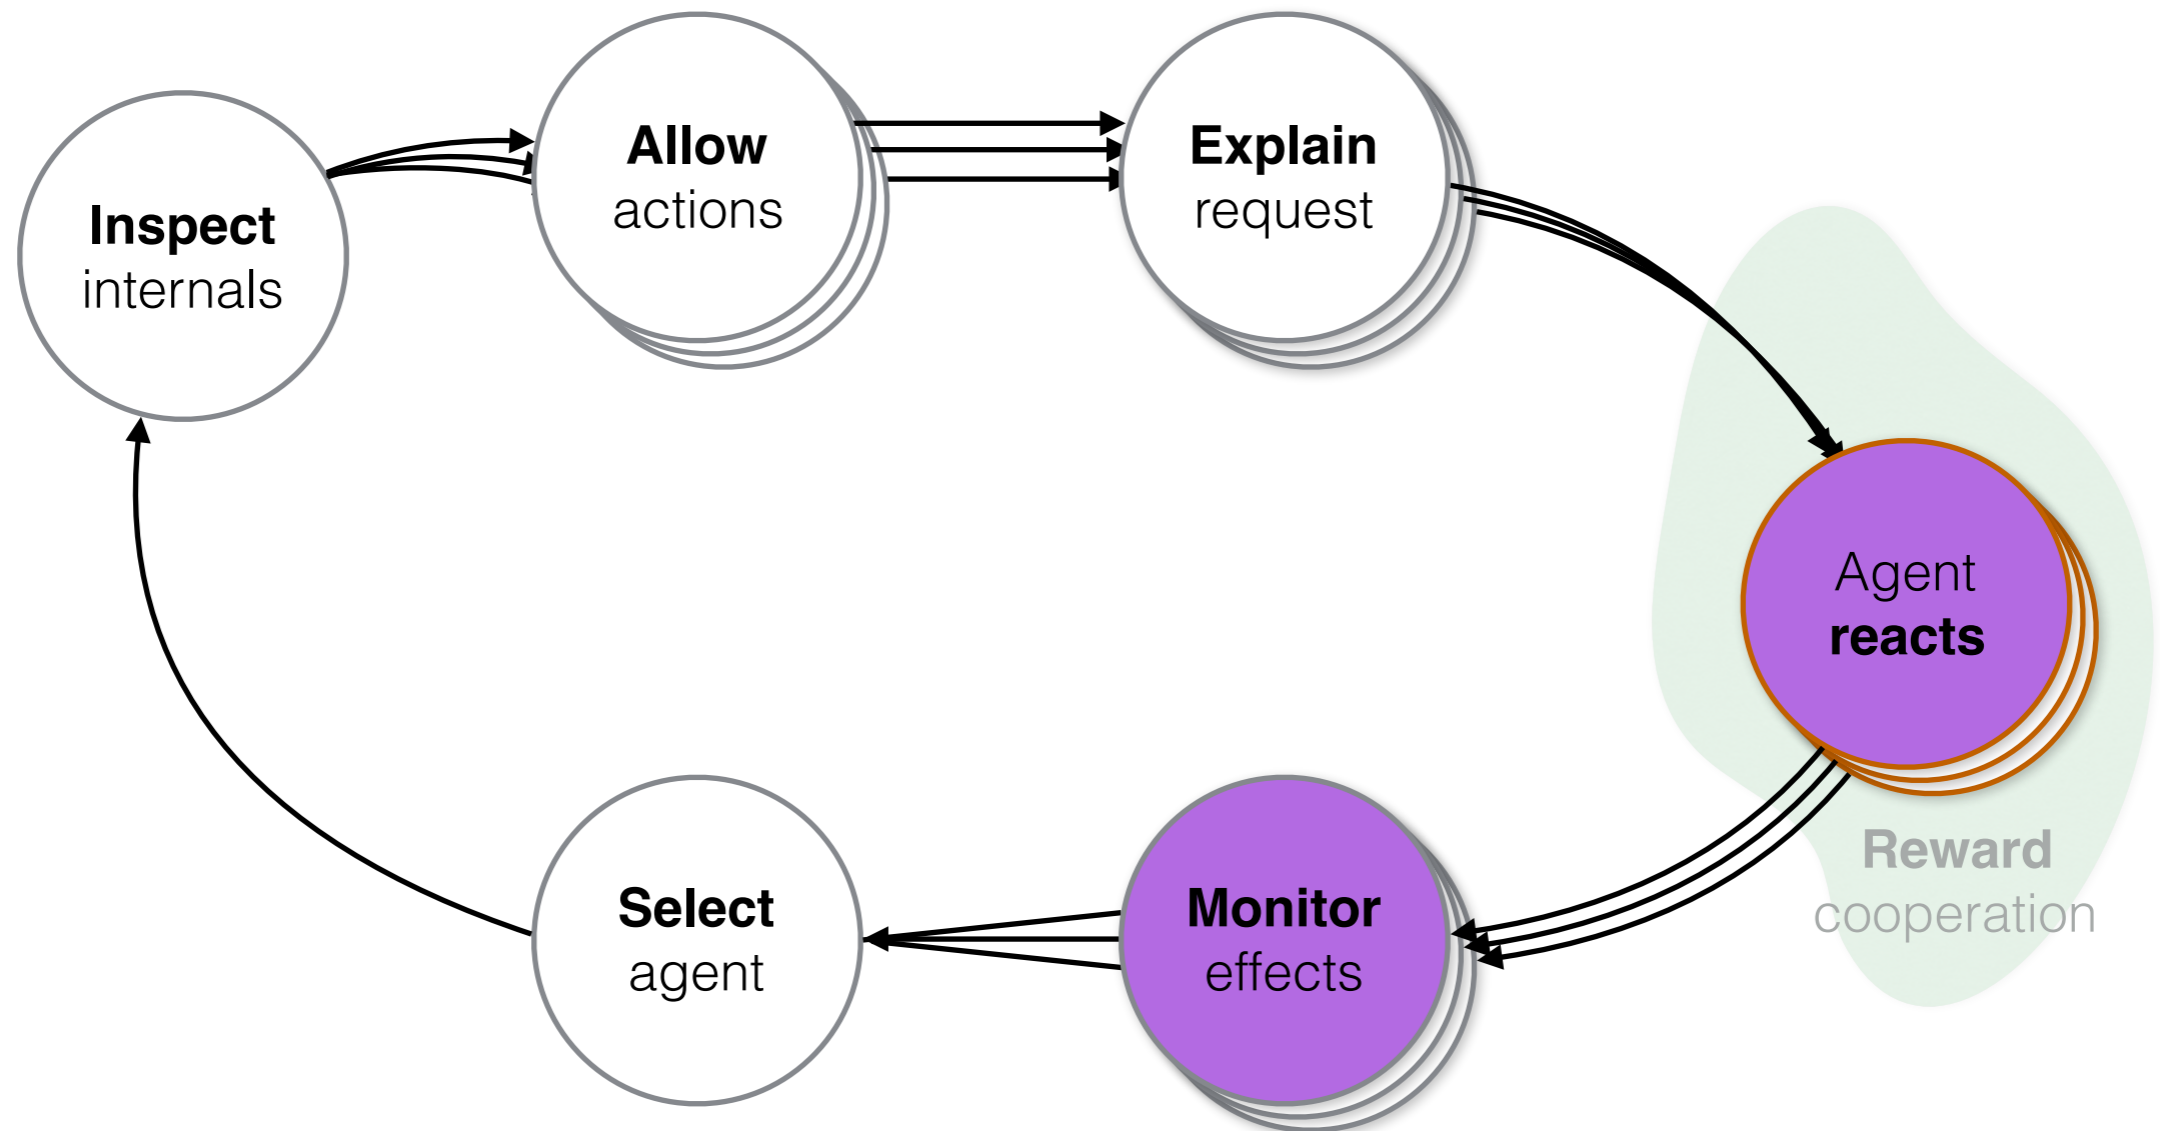 Inspect
internals
Allow
actions
Explain
request
Agent
reacts
Reward
cooperation
Monitor
effects
Select
agent